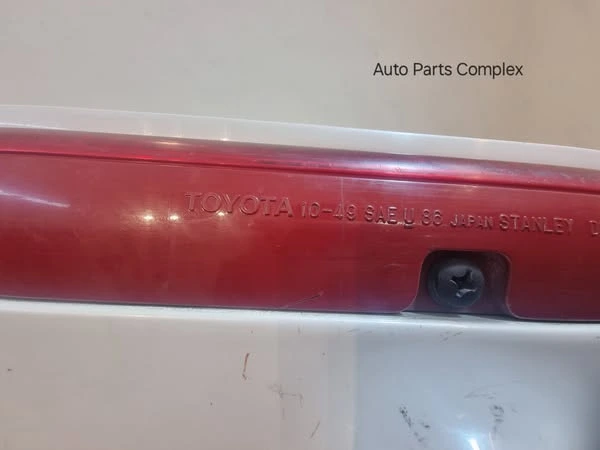 Auto Parts Complex
TOYOTA 10-49 SAE U 86 JAPAN STANLEY D